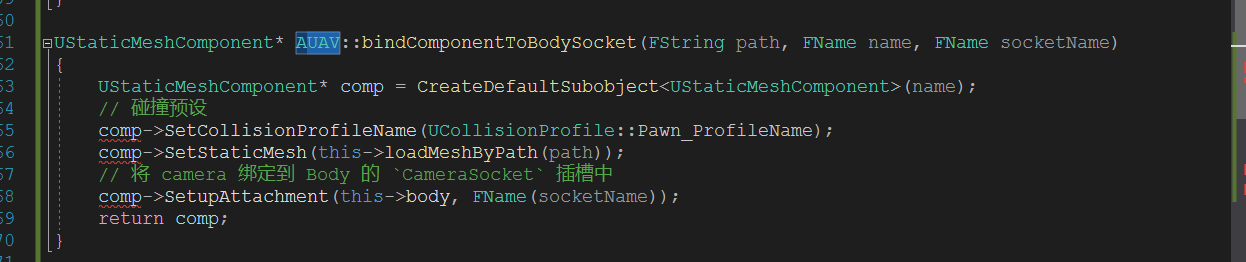 50
51 UStaticMeshComponent* AUAV::bindComponentToBodySocket(FString path, FName name, FName socketName)
52 {
53 UStaticMeshComponent* comp = CreateDefaultSubobject<UStaticMeshComponent>(name);
54 // 碰撞预设
55 comp->SetCollisionProfileName(UCollisionProfile::Pawn_ProfileName);
56 comp->SetStaticMesh(this->loadMeshByPath(path));
57 // 将 camera 绑定到 Body 的 `CameraSocket` 插槽中
58 comp->SetupAttachment(this->body, FName(socketName));
59 return comp;
70 }